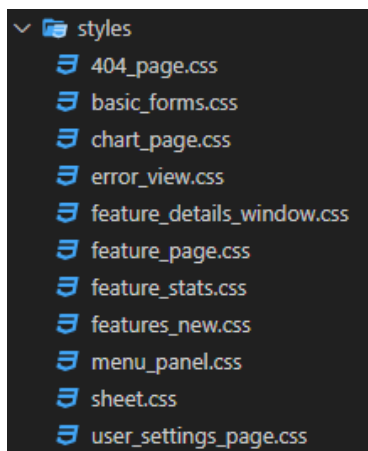 styles
404_page.css
basic_forms.css
chart_page.css
error_view.css
feature_details_window.css
feature_page.css
feature_stats.css
features_new.css
menu_panel.css
sheet.css
user_settings_page.css